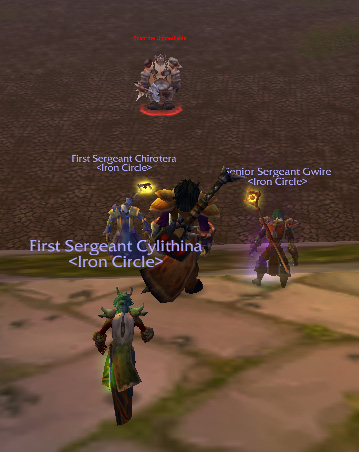 First Sergeant Chirotera
<Iron Circle>
Senior Sergeant Gwire
<Iron Circle>
First Sergeant Cylithina
<Iron Circle>